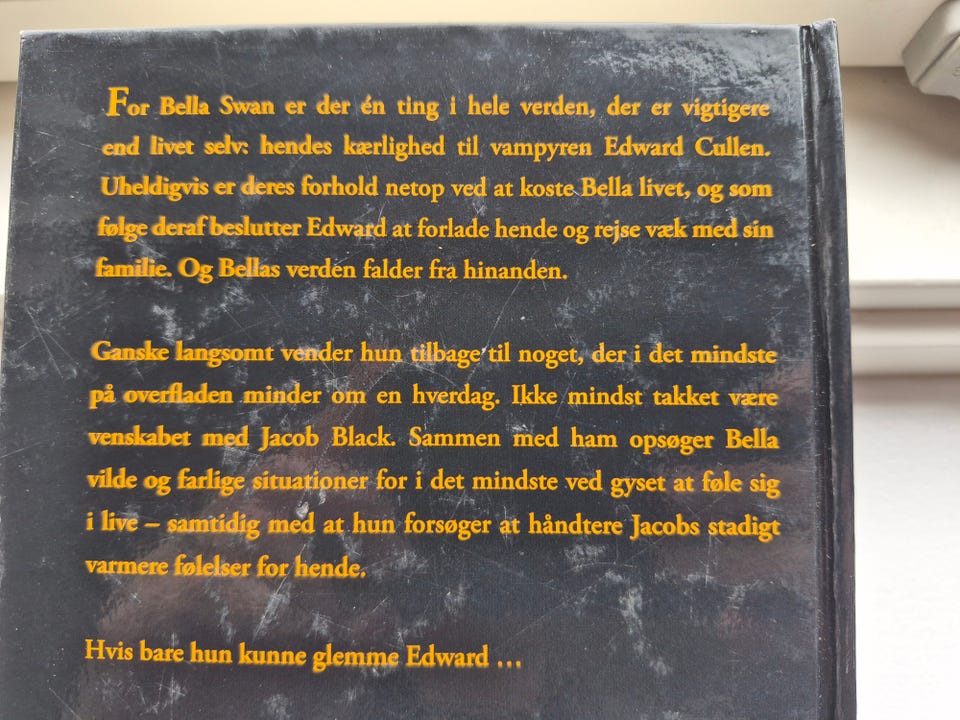 For Bella Swan er der én ting i hele verden, der er vigtigere
end livet selv: hendes kærlighed til vampyren Edward Cullen.
Uheldigvis er deres forhold netop ved at koste Bella livet, og som
følge deraf beslutter Edward at forlade hende og rejse væk med sin
familie. Og Bellas verden falder fra hinanden.
Ganske langsomt vender hun tilbage til noget, der i det mindste
på overfladen minder om en hverdag. Ikke mindst takket være
venskabet med Jacob Black. Sammen med ham opsøger Bella
vilde og farlige situationer for i det mindste ved gyset at føle sig
i live – samtidig med at hun forsøger at håndtere Jacobs stadigt
varmere følelser for hende.
Hvis bare hun kunne glemme Edward …